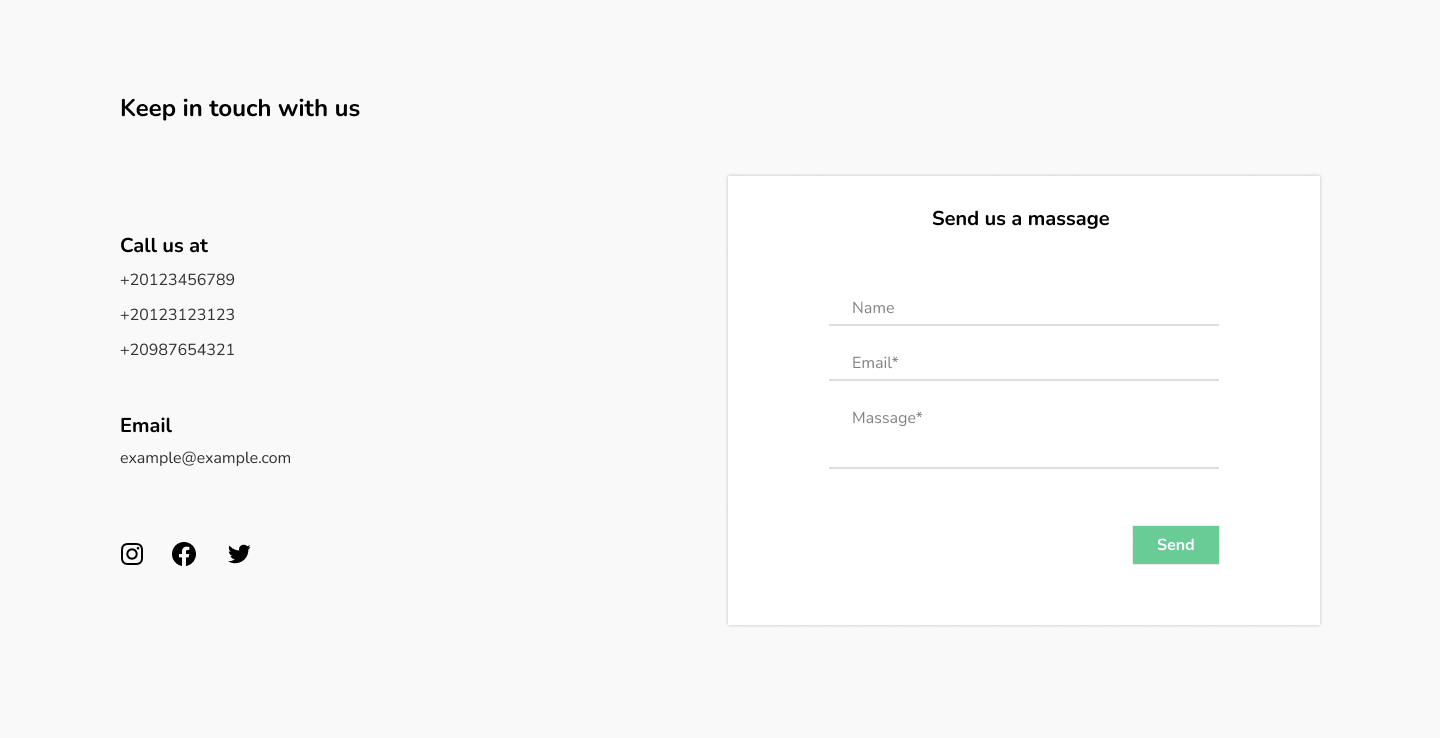 Keep in touch with us
Call us at
+20123456789
+20123123123
+20987654321
Email
example@example.com
Send us a massage
Name
Email*
Massage*
Send